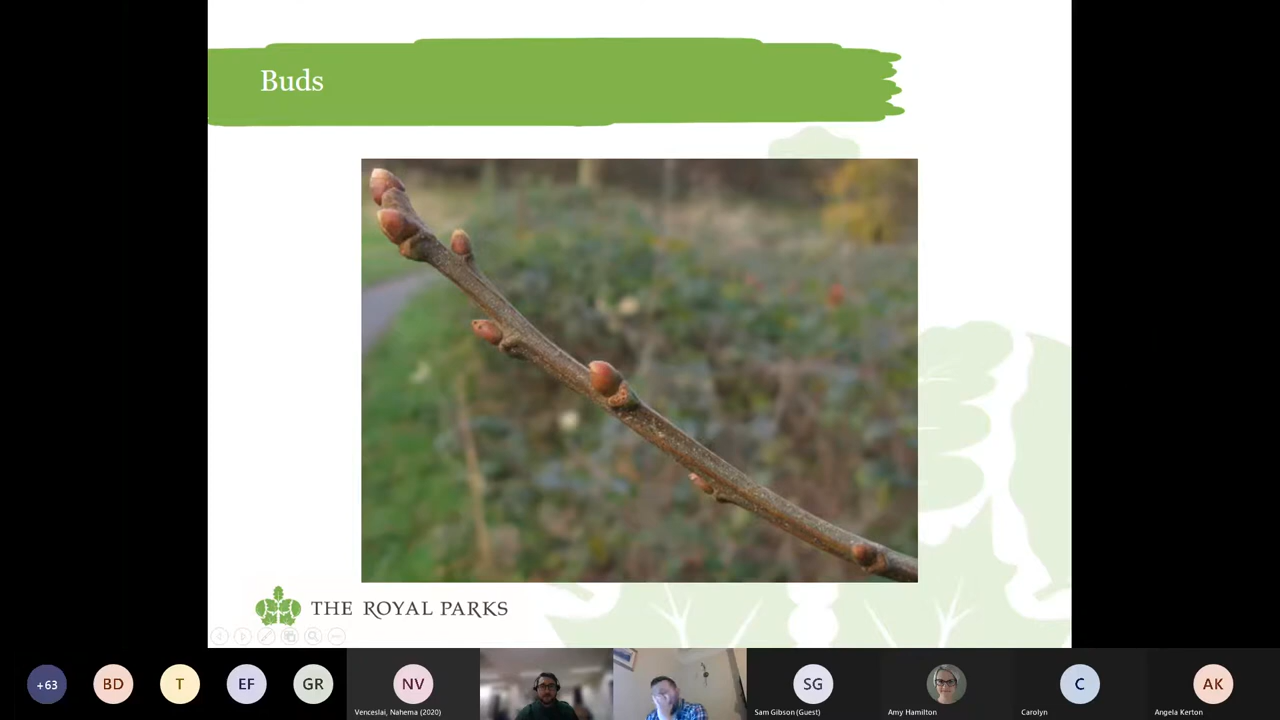 Buds
THE ROYAL PARKS
+63
BD
T
EF
GR
NV
Venceslai, Nahema (2020)
SG
Sam Gibson (Guest)
Amy Hamilton
C
Carolyn
AK
Angela Kerton